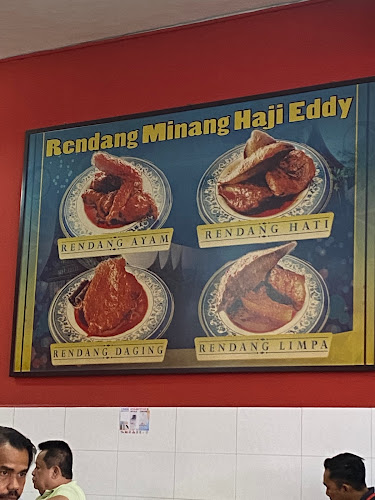 Rendang Minang Haji Eddy
RENDANG AYAM
RENDANG HATI
RENDANG DAGING
RENDANG LIMPA